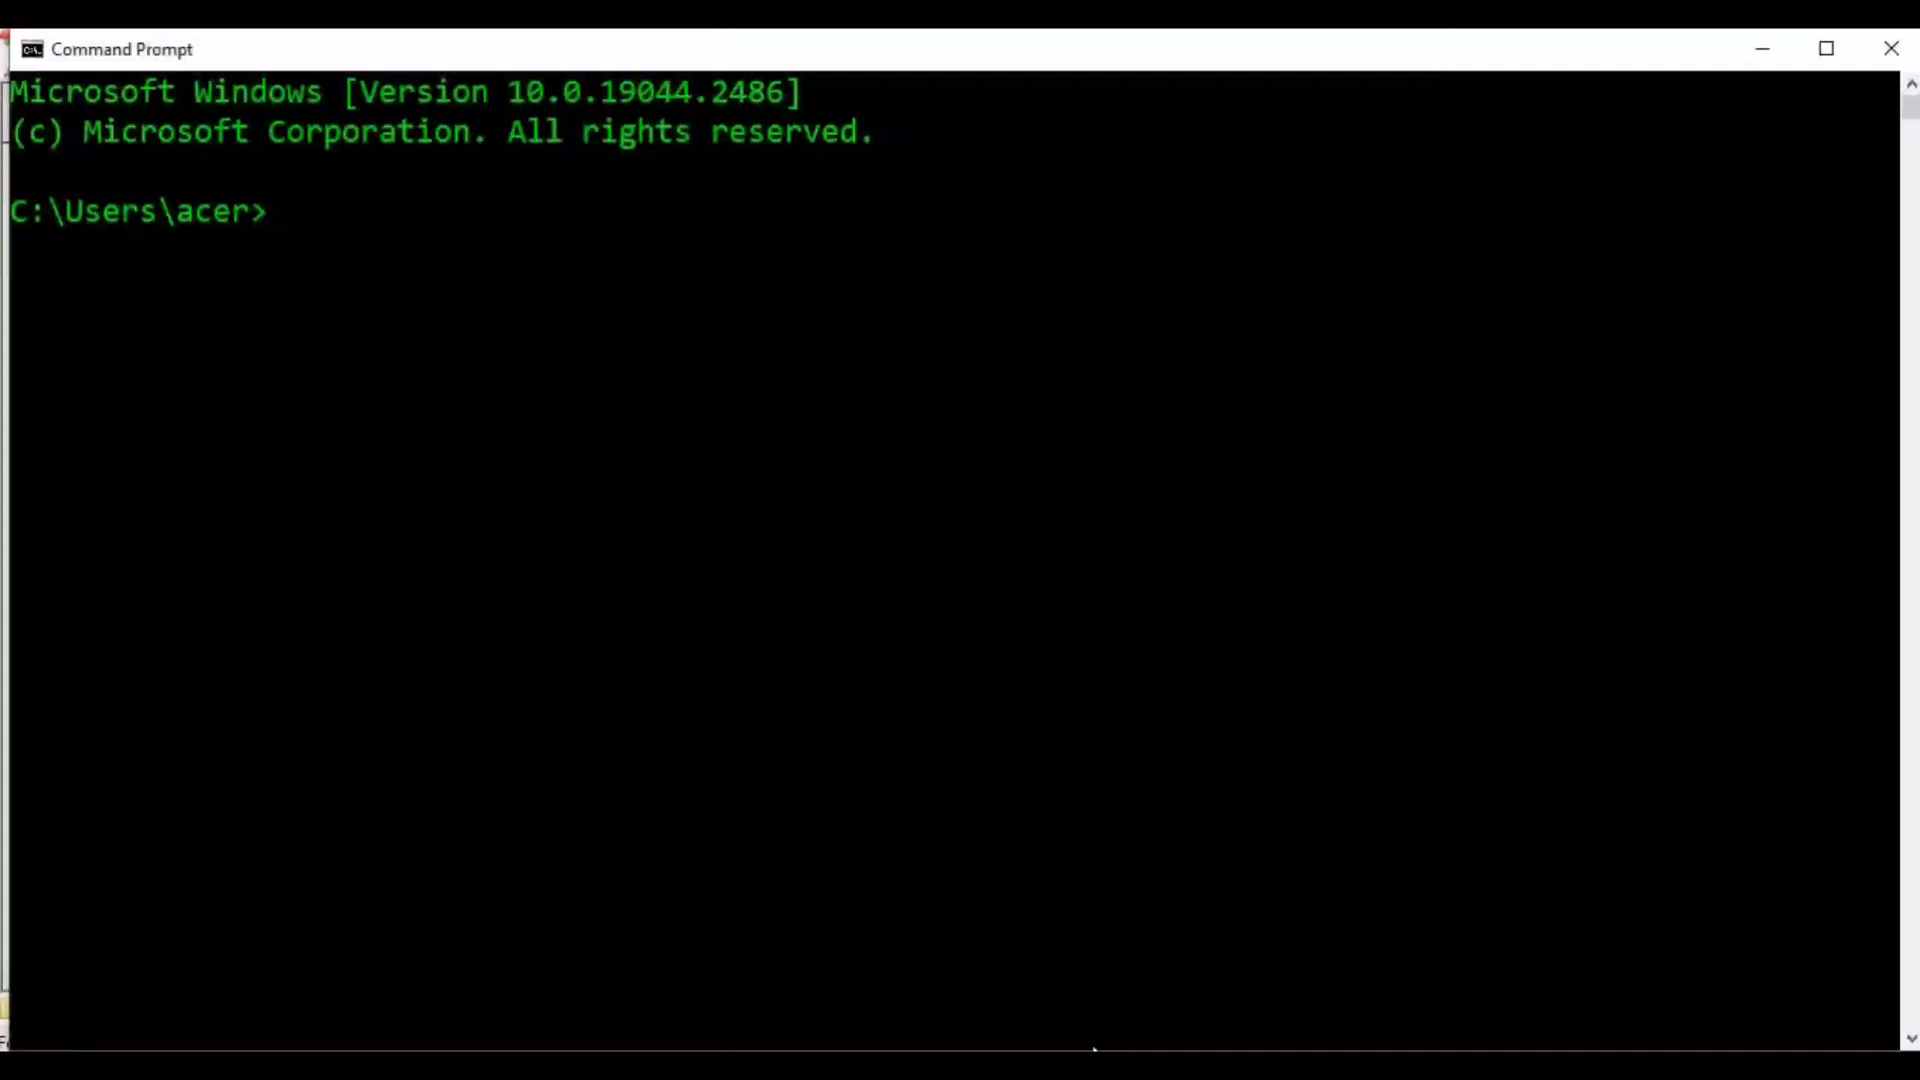 Command Prompt
Microsoft Windows [Version 10.0.19044.2486]
(c) Microsoft Corporation. All rights reserved.
C:\Users\acer>